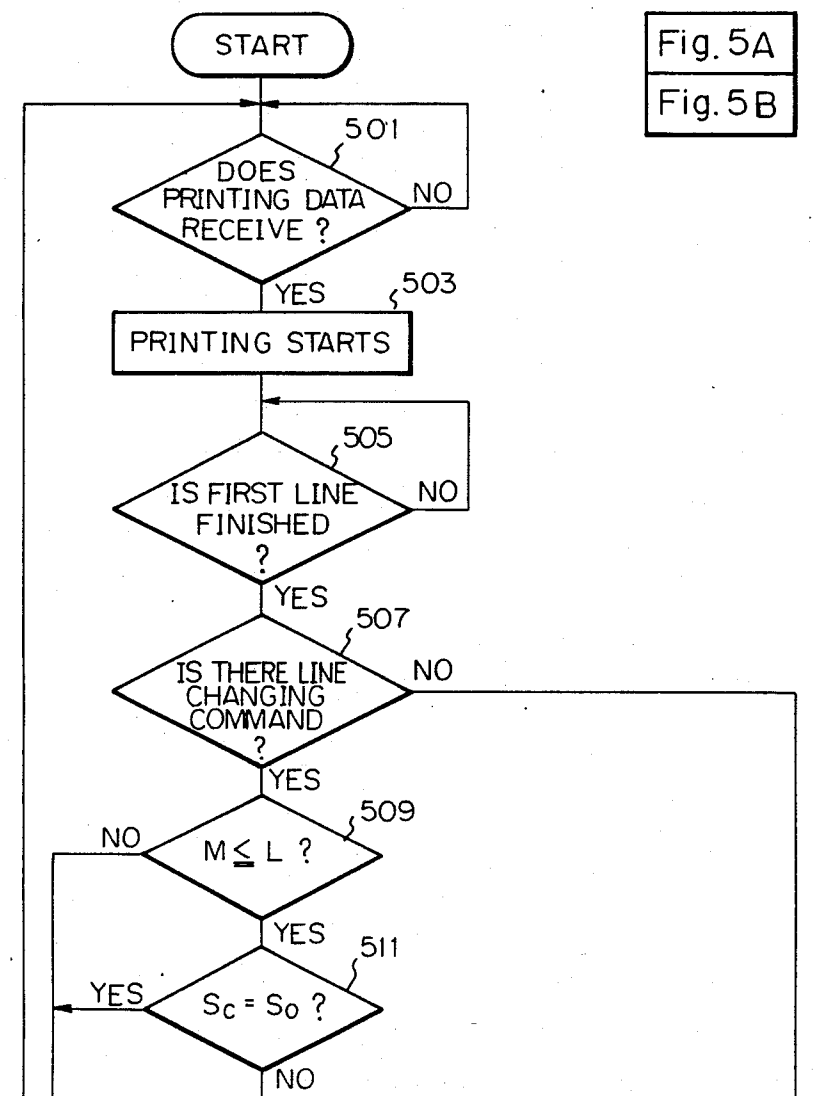 START
Fig. 5A
Fig. 5B
501
DOES
PRINTING DATA
RECEIVE ?
NO
YES
503
PRINTING STARTS
505
IS FIRST LINE
FINISHED
?
NO
YES
507
IS THERE LINE
CHANGING
COMMAND
?
NO
YES
509
M ≦ L ?
NO
YES
511
Sc = So ?
YES
NO